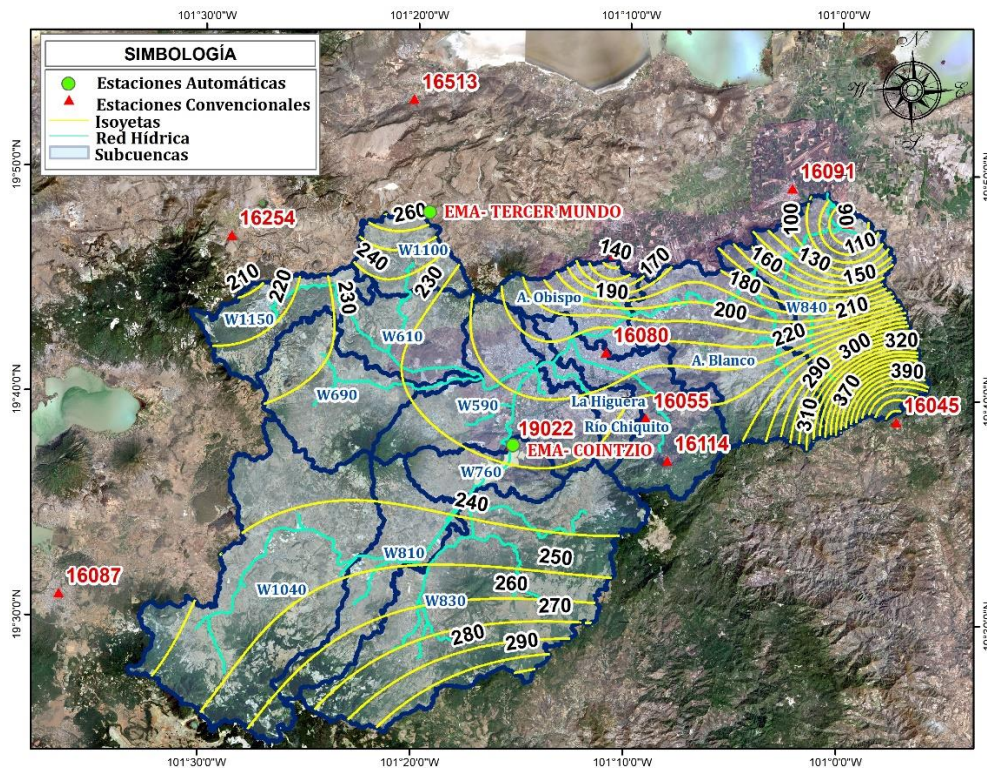 101°30'0"W 101°20'0"W 101°10'0"W 101°0'0"W
SIMBOLOGÍA
Estaciones Automáticas
Estaciones Convencionales
Isoyetas
Red Hídrica
Subcuencas
N
W E
16513
19°50'0"N
16091
16254
260 EMA- TERCER MUNDO
100 90
W1100
240
140 170
110
130
160
210 220
230 230
190
180
150
A. Obispo
W1150
W610
200
W840 210
220
16080
300 320
A. Blanco
290
390
19°40'0"N
W690
370
310
W590
La Higuera
16055
16045
Río Chiquito
19022
EMA- COINTZIO
16114
W760
240
W810
250
16087
W1040
260
W830
270
19°30'0"N
280 290
101°30'0"W 101°20'0"W 101°10'0"W 101°0'0"W